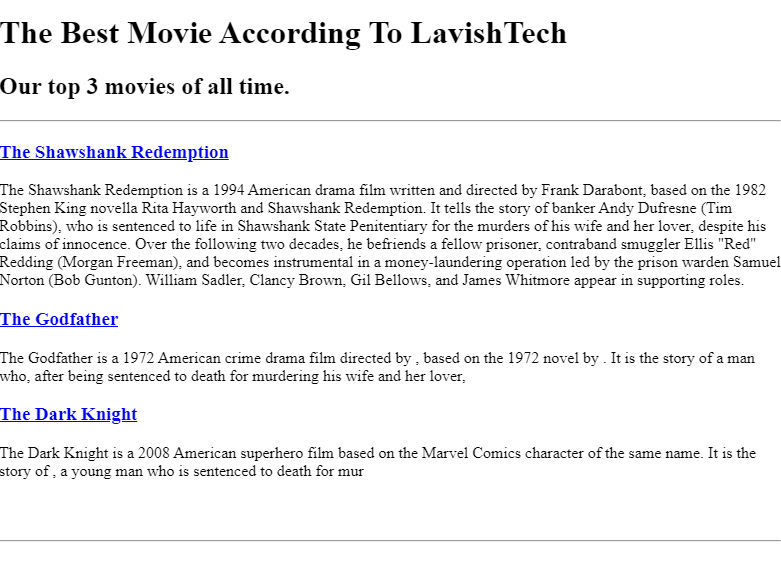 The Best Movie According To LavishTech
Our top 3 movies of all time.
The Shawshank Redemption
The Shawshank Redemption is a 1994 American drama film written and directed by Frank Darabont, based on the 1982
Stephen King novella Rita Hayworth and Shawshank Redemption. It tells the story of banker Andy Dufresne (Tim
Robbins), who is sentenced to life in Shawshank State Penitentiary for the murders of his wife and her lover, despite his
claims of innocence. Over the following two decades, he befriends a fellow prisoner, contraband smuggler Ellis "Red"
Redding (Morgan Freeman), and becomes instrumental in a money-laundering operation led by the prison warden Samuel
Norton (Bob Gunton). William Sadler, Clancy Brown, Gil Bellows, and James Whitmore appear in supporting roles.
The Godfather
The Godfather is a 1972 American crime drama film directed by , based on the 1972 novel by . It is the story of a man
who, after being sentenced to death for murdering his wife and her lover,
The Dark Knight
The Dark Knight is a 2008 American superhero film based on the Marvel Comics character of the same name. It is the
story of , a young man who is sentenced to death for mur